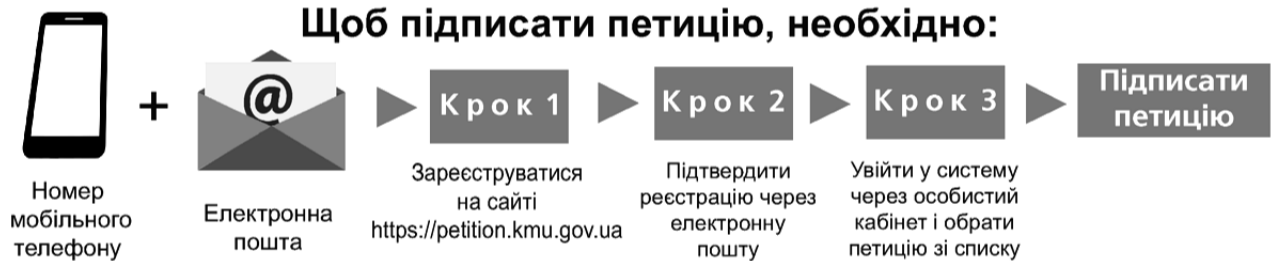 Щоб підписати петицію, необхідно:
@
+
Номер
мобільного
телефону
Електронна
пошта
Крок 1
Зареєструватися
на сайті
https://petition.kmu.gov.ua
Крок 2
Підтвердити
реєстрацію через
електронну
пошту
Крок 3
Увійти у систему
через особистий
кабінет і обрати
петицію зі списку
Підписати
петицію